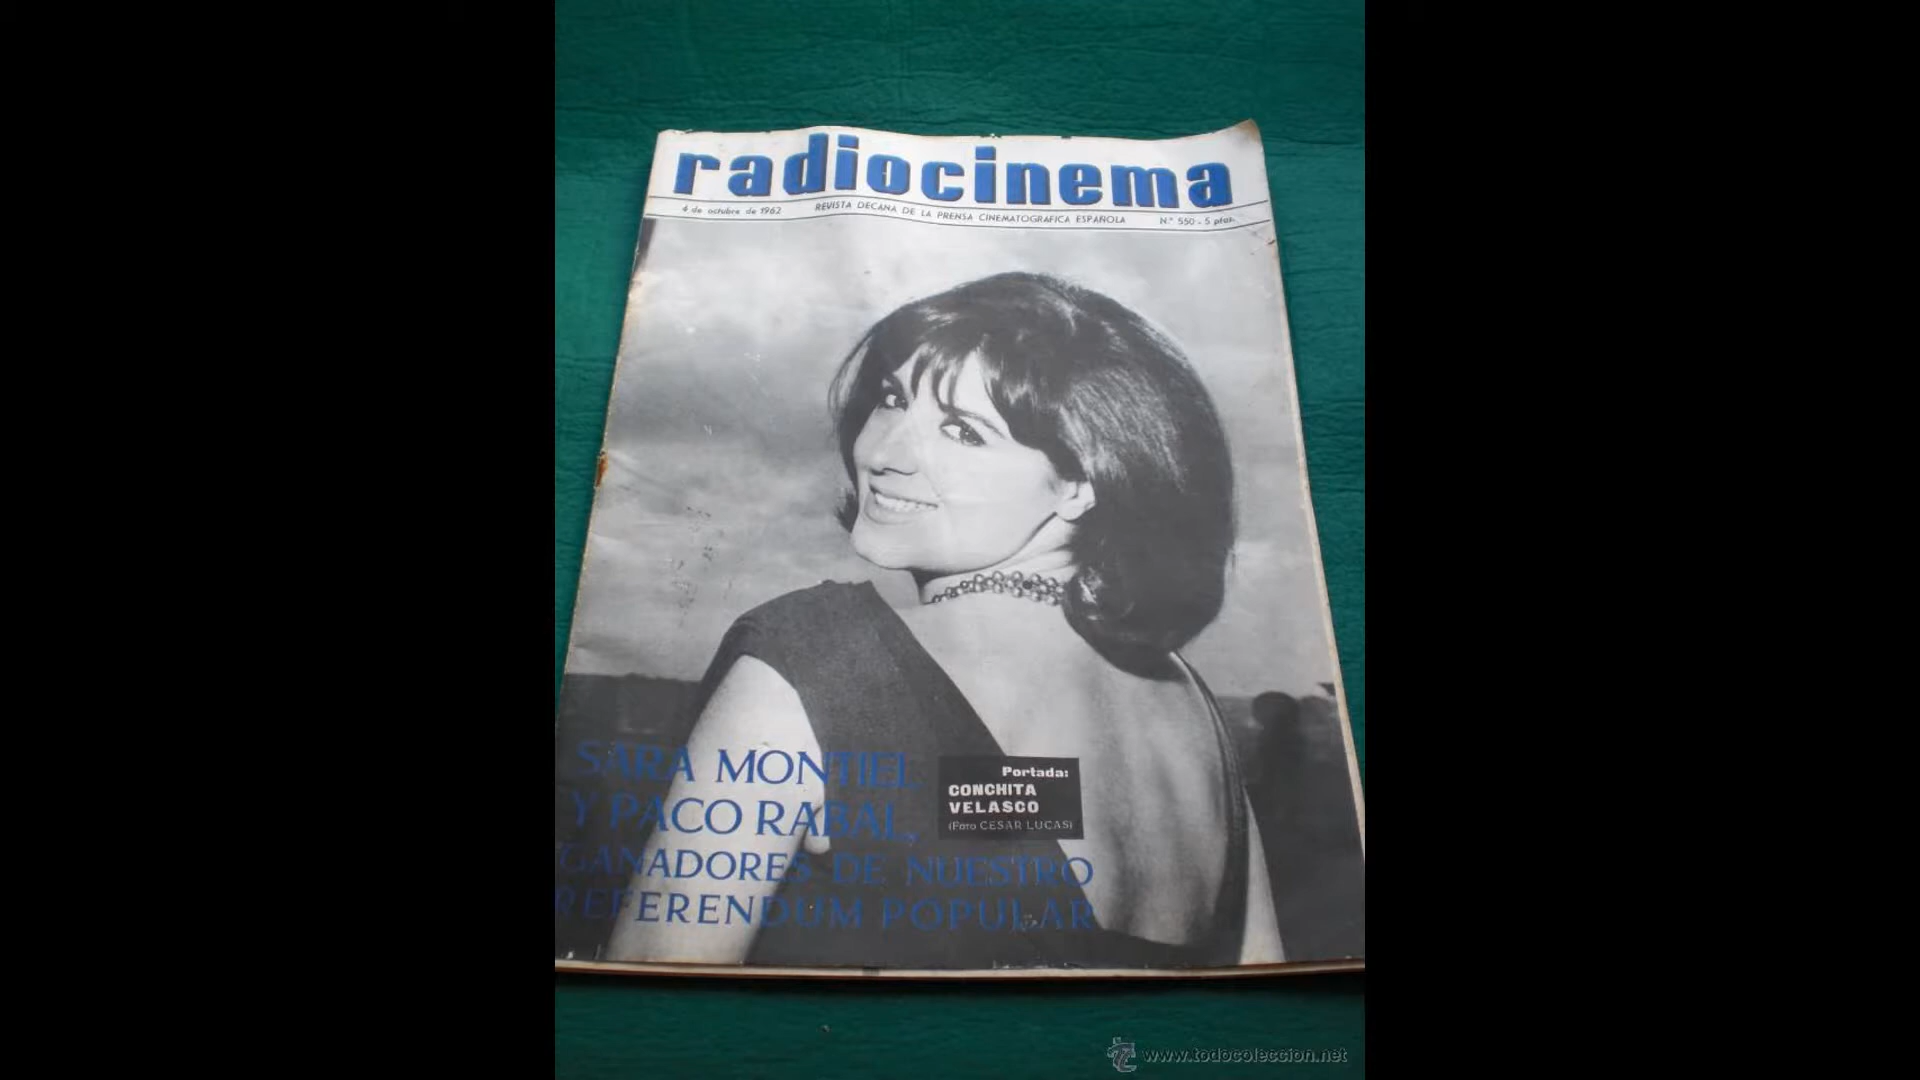 radiocinema
6 de octubre de 1962 REVISTA DECANA DE LA PRENSA CINEMATOGRAFICA ESPAÑOLA N.º 550 - 5 ptas.
SARA MONTIEL
Y PACO RABAL,
GANADORES DE NUESTRO
REFERENDUM POPULAR
Portada:
CONCHITA
VELASCO
(Foto CESAR LUCAS)
www.todocoleccion.net